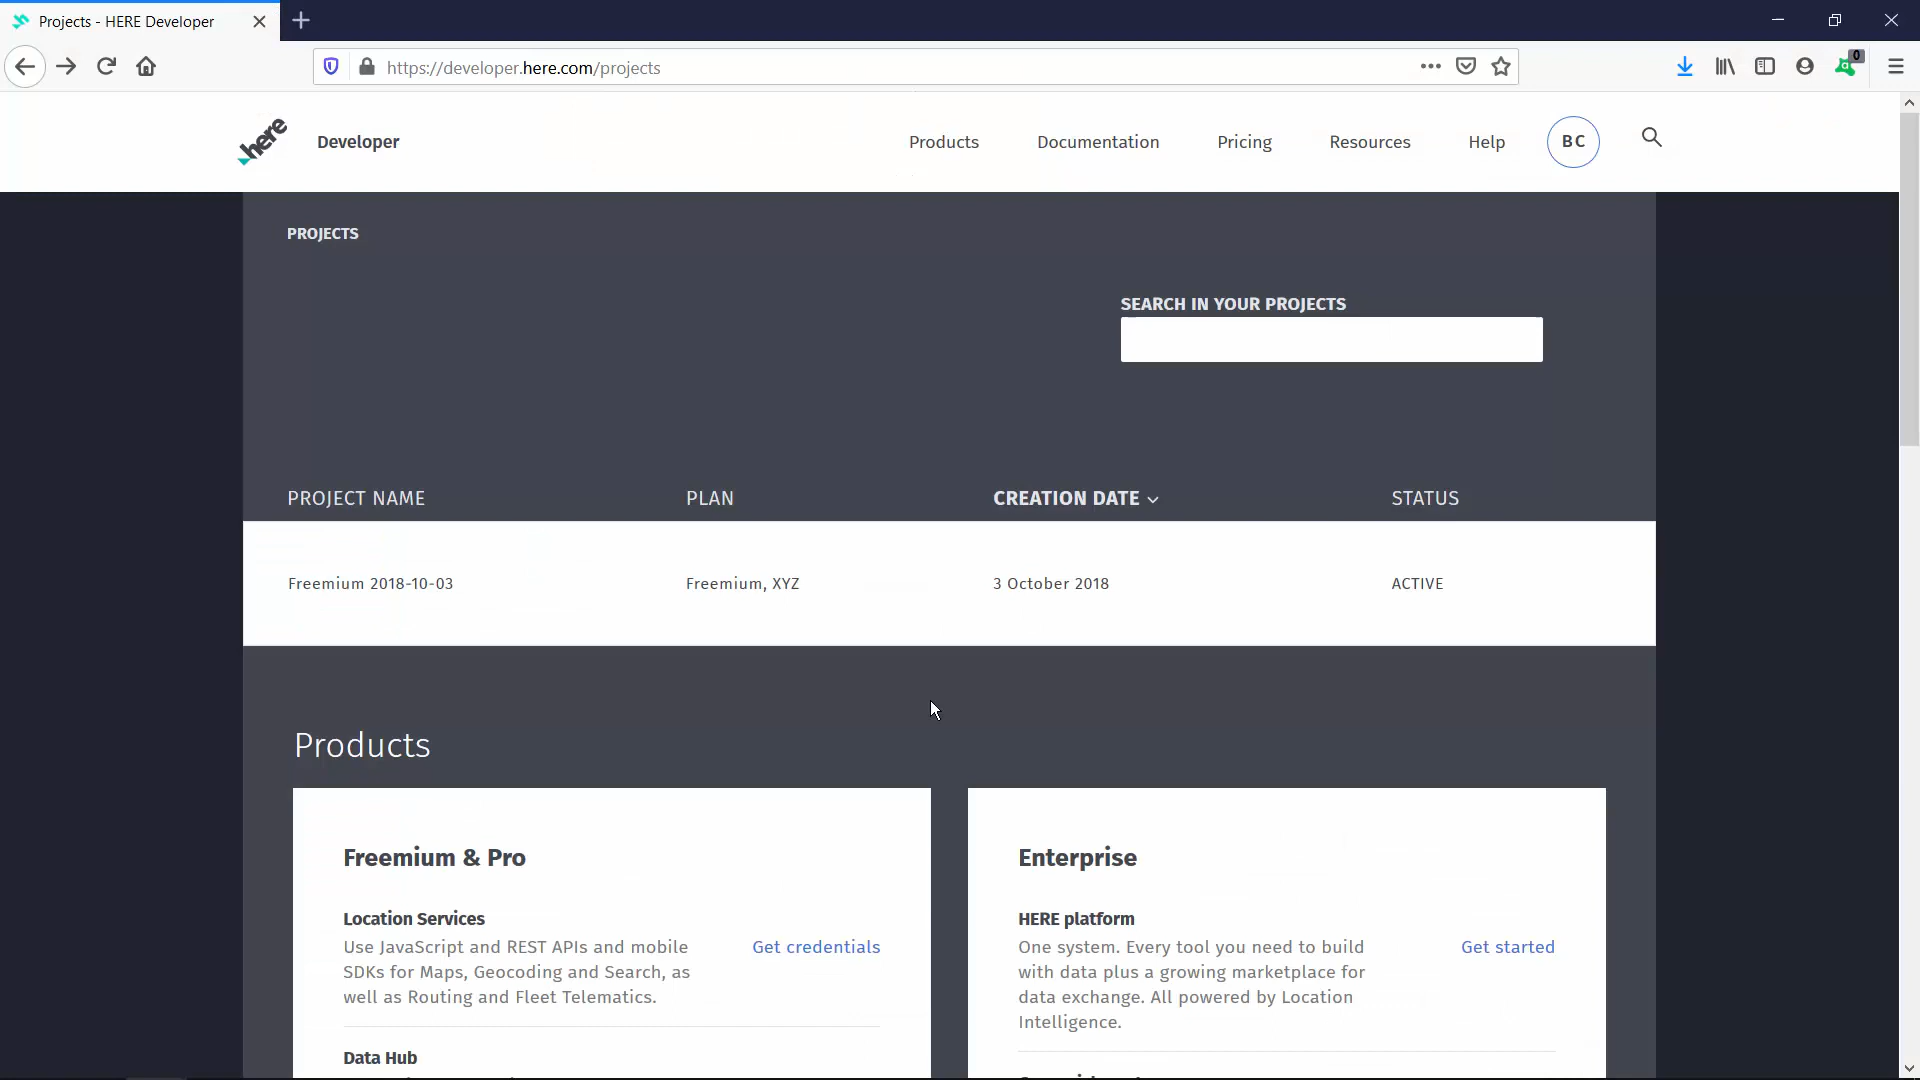 Projects - HERE Developer
https://developer.here.com/projects
0
here
Developer
Products
Documentation
Pricing
Resources
Help
BC
PROJECTS
SEARCH IN YOUR PROJECTS
PROJECT NAME
PLAN
CREATION DATE
STATUS
Freemium 2018-10-03
Freemium, XYZ
3 October 2018
ACTIVE
Products
Freemium & Pro
Location Services
Use JavaScript and REST APIs and mobile
SDKs for Maps, Geocoding and Search, as
well as Routing and Fleet Telematics.
Get credentials
Data Hub
Enterprise
HERE platform
One system. Every tool you need to build
with data plus a growing marketplace for
data exchange. All powered by Location
Intelligence.
Get started